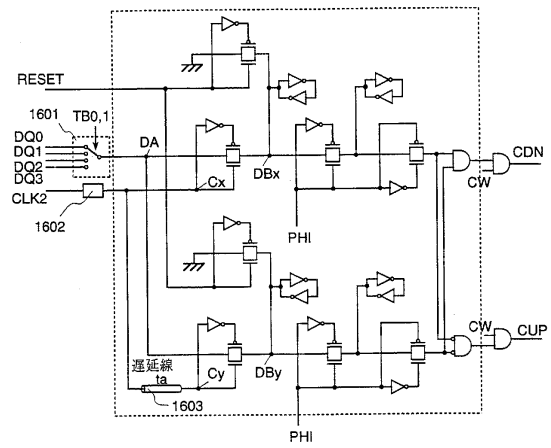 RESET
1601
TB0,1
DQ0
DQ1
DQ2
DQ3
CLK2
1602
DA
Cx
DBx
PHI
CW
CDN
遅延線
ta
1603
Cy
DBy
PHI
CW
CUP